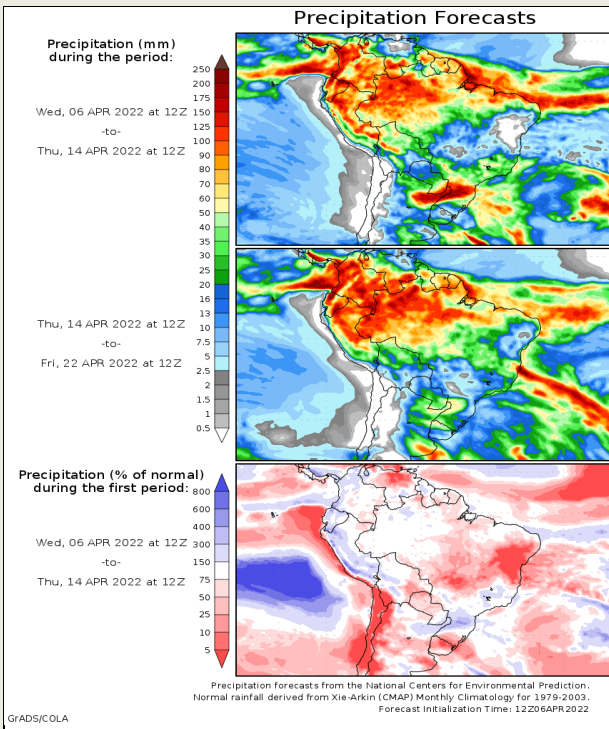 Precipitation Forecasts
Precipitation (mm)
during the period:
Wed, 06 APR 2022 at 12Z
-to-
Thu, 14 APR 2022 at 12Z
250
200
175
150
125
100
90
80
70
60
50
40
35
30
25
20
16
13
10
7.5
5
2.5
2
1.5
1
0.5
Thu, 14 APR 2022 at 12Z
-to-
Fri, 22 APR 2022 at 12Z
Precipitation (% of normal)
during the first period:
Wed, 06 APR 2022 at 12Z
-to-
Thu, 14 APR 2022 at 12Z
800
600
400
300
150
75
50
25
10
5
Precipitation forecasts from the National Centers for Environmental Prediction.
Normal rainfall derived from Xie-Arkin (CMAP) Monthly Climatology for 1979-2003.
Forecast Initialization Time: 12Z06APR2022
GrADS/COLA